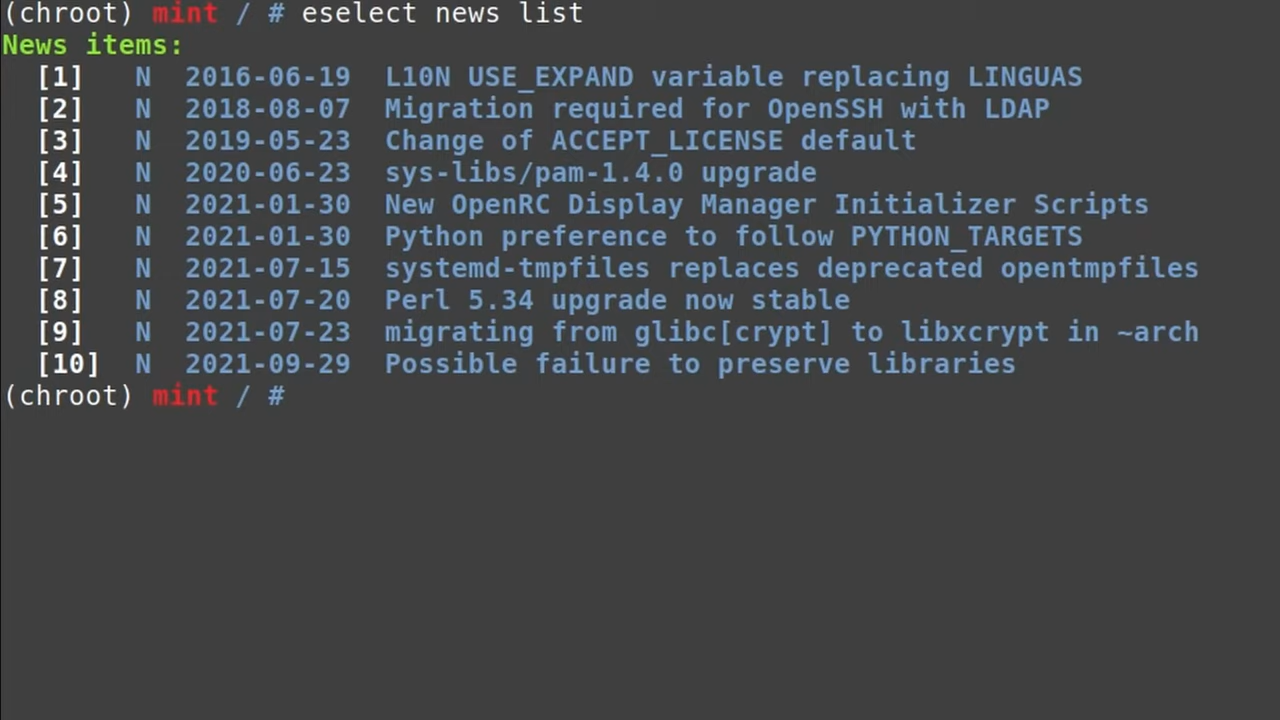 (chroot) mint / # eselect news list
News items:
[1] N 2016-06-19 L10N USE_EXPAND variable replacing LINGUAS
[2] N 2018-08-07 Migration required for OpenSSH with LDAP
[3] N 2019-05-23 Change of ACCEPT_LICENSE default
[4] N 2020-06-23 sys-libs/pam-1.4.0 upgrade
[5] N 2021-01-30 New OpenRC Display Manager Initializer Scripts
[6] N 2021-01-30 Python preference to follow PYTHON_TARGETS
[7] N 2021-07-15 systemd-tmpfiles replaces deprecated opentmpfiles
[8] N 2021-07-20 Perl 5.34 upgrade now stable
[9] N 2021-07-23 migrating from glibc[crypt] to libxcrypt in ~arch
[10] N 2021-09-29 Possible failure to preserve libraries
(chroot) mint / #